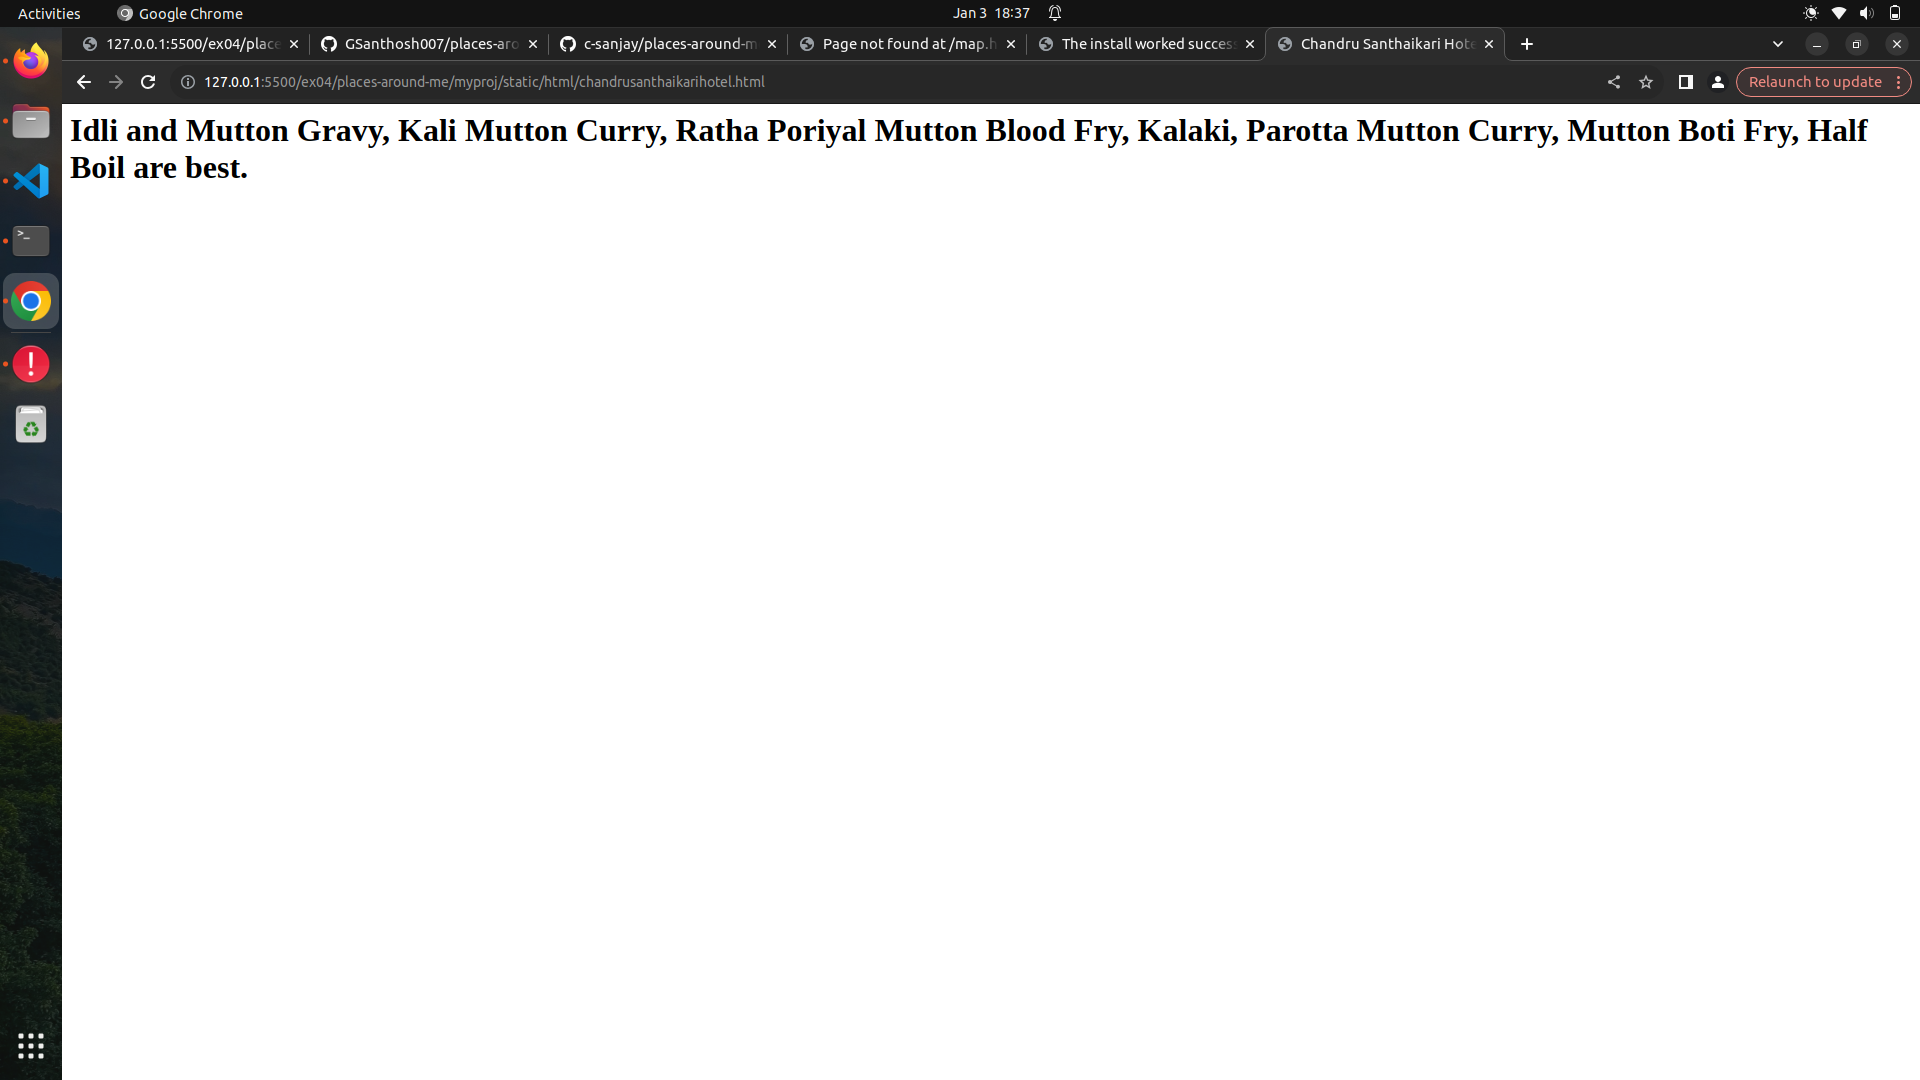 Activities Google Chrome Jan 3 18:37
127.0.0.1:5500/ex04/place GSanthosh007/places-aro c-sanjay/places-around-m Page not found at /map.h The install worked succes Chandru Santhaikari Hote
127.0.0.1:5500/ex04/places-around-me/myproj/static/html/chandrusanthaikarihotel.html Relaunch to update
Idli and Mutton Gravy, Kali Mutton Curry, Ratha Poriyal Mutton Blood Fry, Kalaki, Parotta Mutton Curry, Mutton Boti Fry, Half
Boil are best.